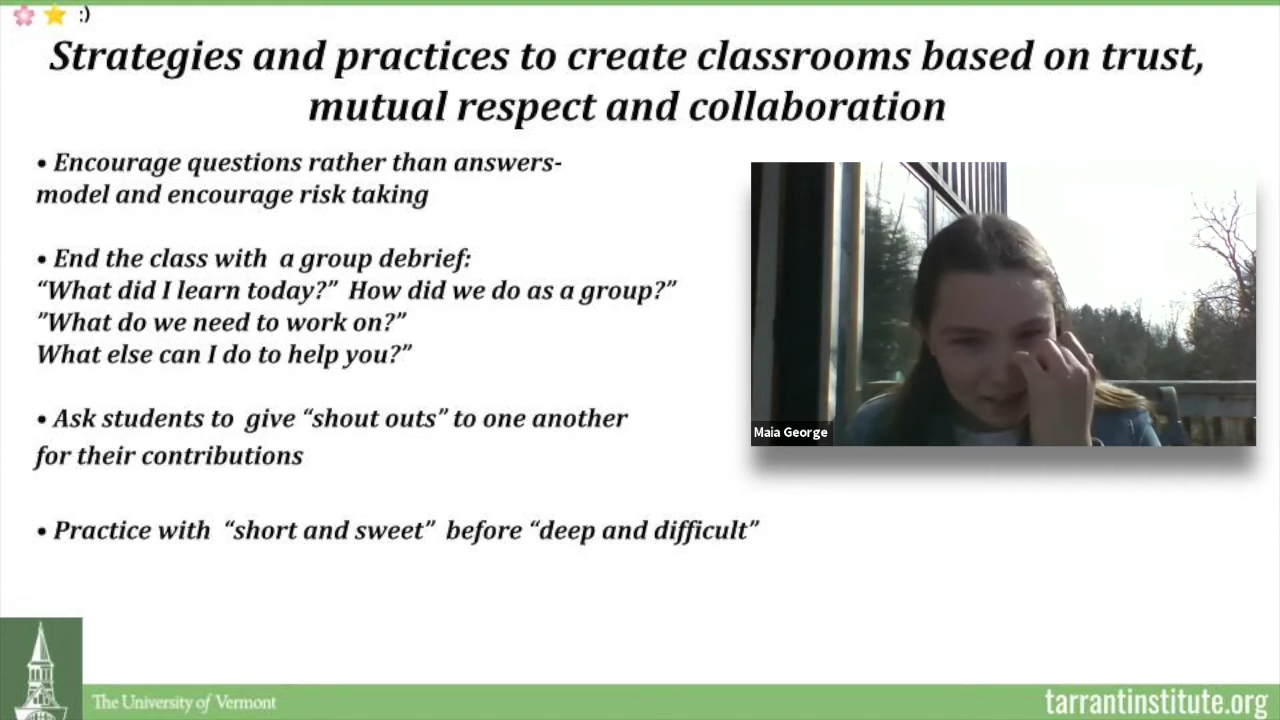 :)
Strategies and practices to create classrooms based on trust,
mutual respect and collaboration
• Encourage questions rather than answers-
model and encourage risk taking
• End the class with  a group debrief:
“What did I learn today?”  How did we do as a group?”
”What do we need to work on?”
What else can I do to help you?”
• Ask students to  give “shout outs” to one another
for their contributions
• Practice with  “short and sweet”  before “deep and difficult”
Maia George
The University of Vermont
tarrantinstitute.org